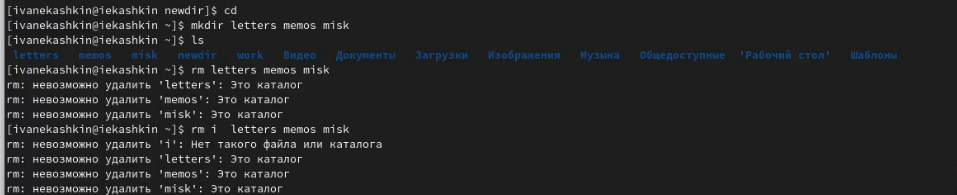 [ivanekashkin@iekashkin newdir]$ cd
[ivanekashkin@iekashkin ~]$ mkdir letters memos misk
[ivanekashkin@iekashkin ~]$ ls
letters memos misk newdir work Видео Документы Загрузки Изображения Музыка Общедоступные 'Рабочий стол' Шаблоны
[ivanekashkin@iekashkin ~]$ rm letters memos misk
rm: невозможно удалить 'letters': Это каталог
rm: невозможно удалить 'memos': Это каталог
rm: невозможно удалить 'misk': Это каталог
[ivanekashkin@iekashkin ~]$ rm i  letters memos misk
rm: невозможно удалить 'i': Нет такого файла или каталога
rm: невозможно удалить 'letters': Это каталог
rm: невозможно удалить 'memos': Это каталог
rm: невозможно удалить 'misk': Это каталог